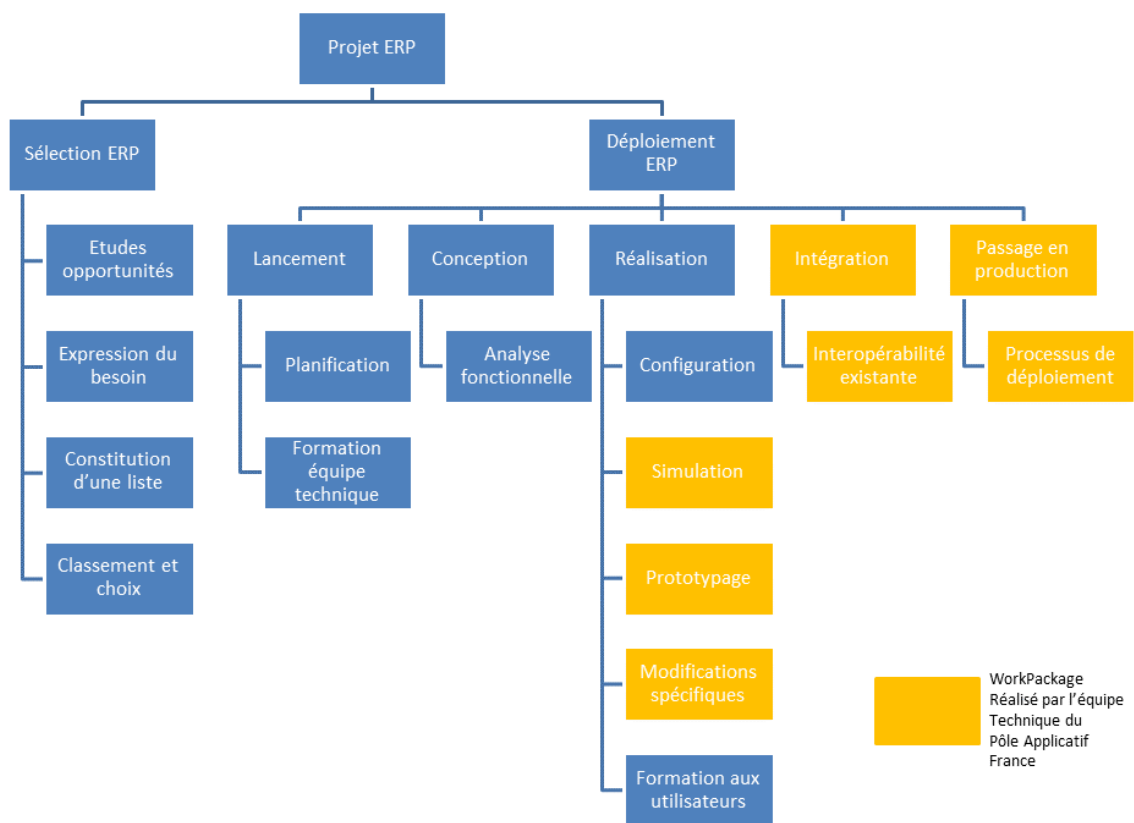 Projet ERP
Sélection ERP
Déploiement
ERP
Etudes
opportunités
Lancement
Conception
Réalisation
Intégration
Passage en
production
Expression du
besoin
Planification
Analyse
fonctionnelle
Configuration
Interopérabilité
existante
Processus de
déploiement
Constitution
d'une liste
Formation
équipe
technique
Simulation
Classement et
choix
Prototypage
Modifications
spécifiques
WorkPackage
Réalisé par l'équipe
Technique du
Pôle Applicatif
France
Formation aux
utilisateurs